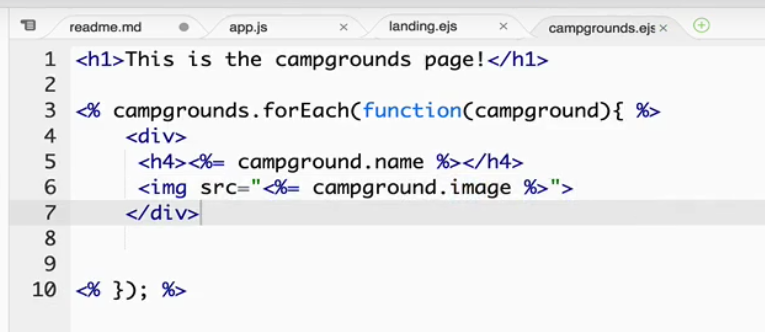 readme.md app.js landing.ejs campgrounds.ejs
1 <h1>This is the campgrounds page!</h1>
2
3 <% campgrounds.forEach(function(campground){ %>
4 <div>
5 <h4><%= campground.name %></h4>
6 <img src="<%= campground.image %>">
7 </div>
8
9
10 <% }); %>